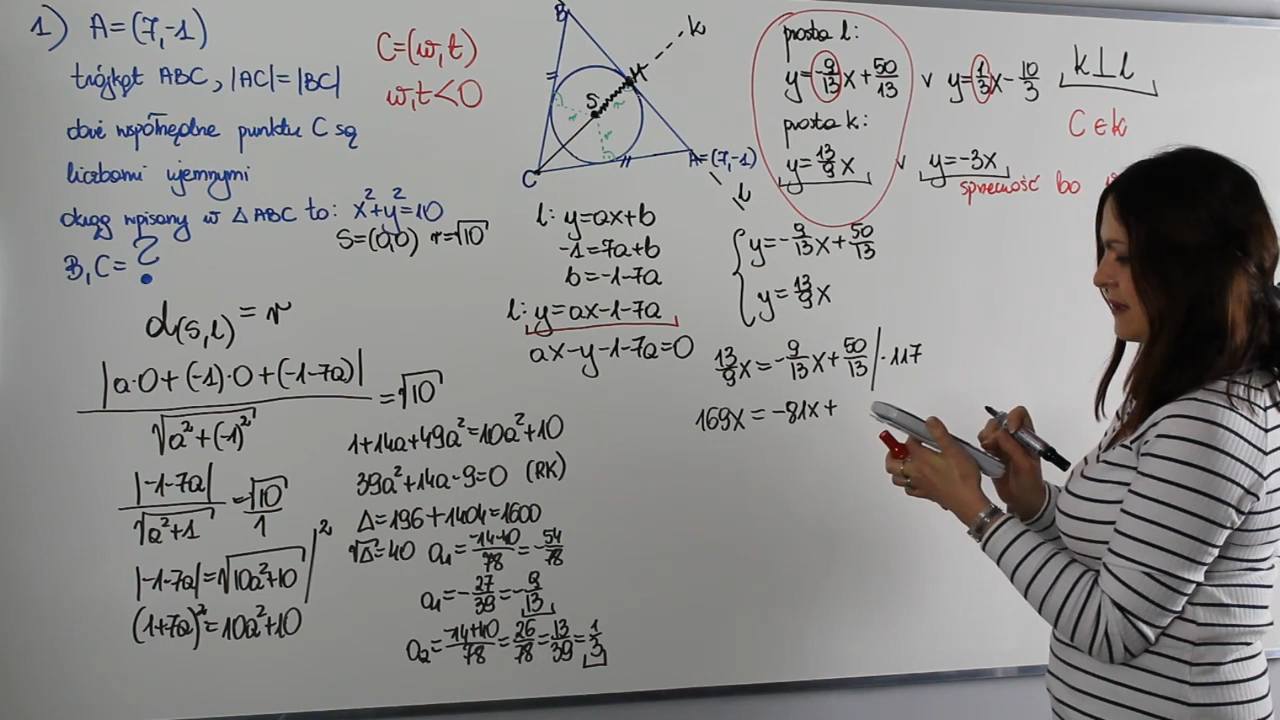 1) A=(7,-1)
trójkąt ABC, |AC|=|BC|
obie współrzędne punktu C są
liczbami ujemnymi
okrąg wpisany w △ABC to: x²+y²=10
S=(0,0) r=√10
B,C=?
C=(w,t)
w,t<0
d(S,l)=r
|a·0+(-1)·0+(-1-7a)|/√(a²+(-1)²)=√10
|-1-7a|/√(a²+1)=√10/1
|-1-7a|=√(10a²+10) |²
(1+7a)²=10a²+10
1+14a+49a²=10a²+10
39a²+14a-9=0 (RK)
Δ=196+1404=1600
√Δ=40 a₁=(-14-40)/78=-54/78
a₁=-27/39=-9/13
a₂=(-14+40)/78=26/78=13/39=1/3
B
k
M
S
r
r
r
C
A=(7,-1)
l
l: y=ax+b
-1=7a+b
b=-1-7a
l: y=ax-1-7a
ax-y-1-7a=0
prosta l:
y=-9/13x+50/13 v y=1/3x-10/3 k⊥l
prosta k:
C∈k
y=13/9x v y=-3x
sprzeczność bo
{y=-9/13x+50/13
y=13/9x
13/9x=-9/13x+50/13 |·117
169x=-81x+